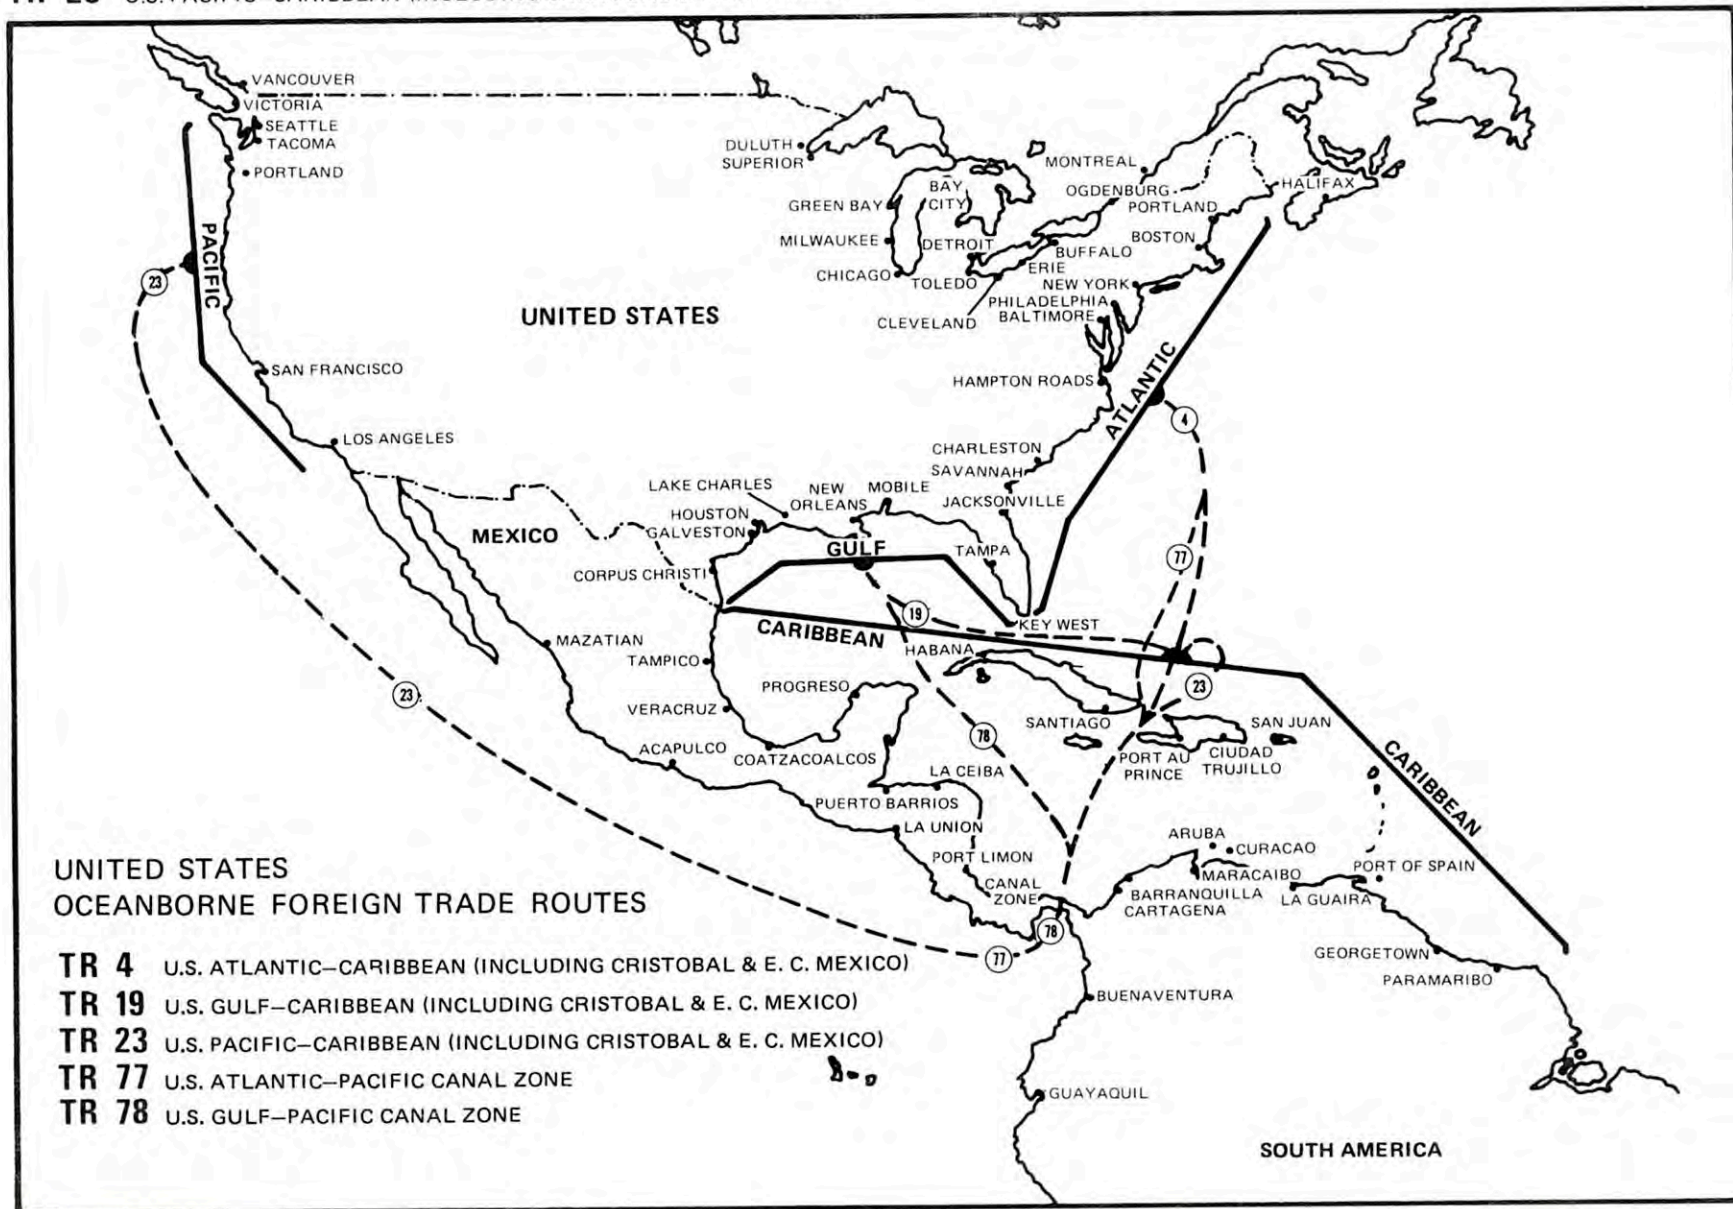 VANCOUVER
VICTORIA
SEATTLE
TACOMA
PORTLAND
DULUTH
SUPERIOR
MONTREAL
OGDENBURG
HALIFAX
PORTLAND
BAY
CITY
GREEN BAY
BOSTON
MILWAUKEE
DETROIT
BUFFALO
ERIE
CHICAGO
TOLEDO
NEW YORK
PHILADELPHIA
BALTIMORE
CLEVELAND
PACIFIC
23
UNITED STATES
SAN FRANCISCO
HAMPTON ROADS
ATLANTIC
4
LOS ANGELES
CHARLESTON
SAVANNAH
LAKE CHARLES
NEW
ORLEANS
MOBILE
JACKSONVILLE
HOUSTON
GALVESTON
MEXICO
GULF
TAMPA
77
CORPUS CHRISTI
19
KEY WEST
CARIBBEAN
MAZATIAN
HABANA
TAMPICO
23
PROGRESO
23
VERACRUZ
SANTIAGO
SAN JUAN
78
ACAPULCO
COATZACOALCOS
PORT AU
PRINCE
CIUDAD
TRUJILLO
CARIBBEAN
LA CEIBA
PUERTO BARRIOS
LA UNION
ARUBA
CURACAO
PORT LIMON
MARACAIBO
PORT OF SPAIN
CANAL
ZONE
BARRANQUILLA
CARTAGENA
LA GUAIRA
78
77
GEORGETOWN
PARAMARIBO
BUENAVENTURA
GUAYAQUIL
SOUTH AMERICA
UNITED STATES
OCEANBORNE FOREIGN TRADE ROUTES
TR 4 U.S. ATLANTIC–CARIBBEAN (INCLUDING CRISTOBAL & E. C. MEXICO)
TR 19 U.S. GULF–CARIBBEAN (INCLUDING CRISTOBAL & E. C. MEXICO)
TR 23 U.S. PACIFIC–CARIBBEAN (INCLUDING CRISTOBAL & E. C. MEXICO)
TR 77 U.S. ATLANTIC–PACIFIC CANAL ZONE
TR 78 U.S. GULF–PACIFIC CANAL ZONE